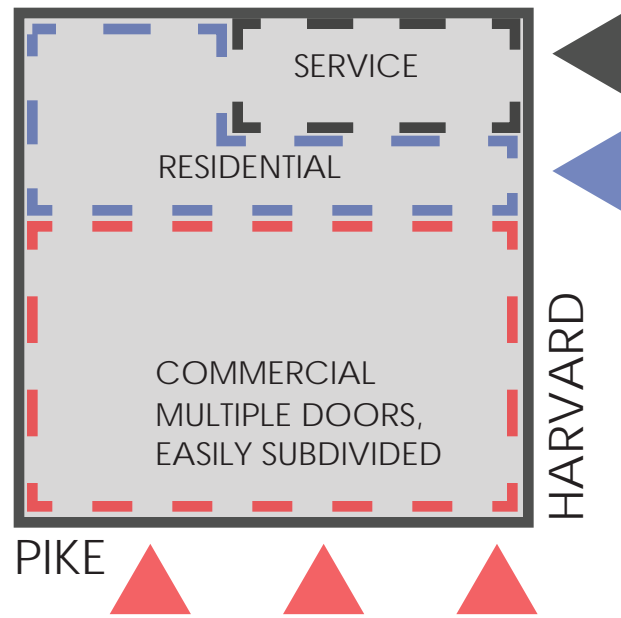 SERVICE
RESIDENTIAL
COMMERCIAL
MULTIPLE DOORS,
EASILY SUBDIVIDED
HARVARD
PIKE